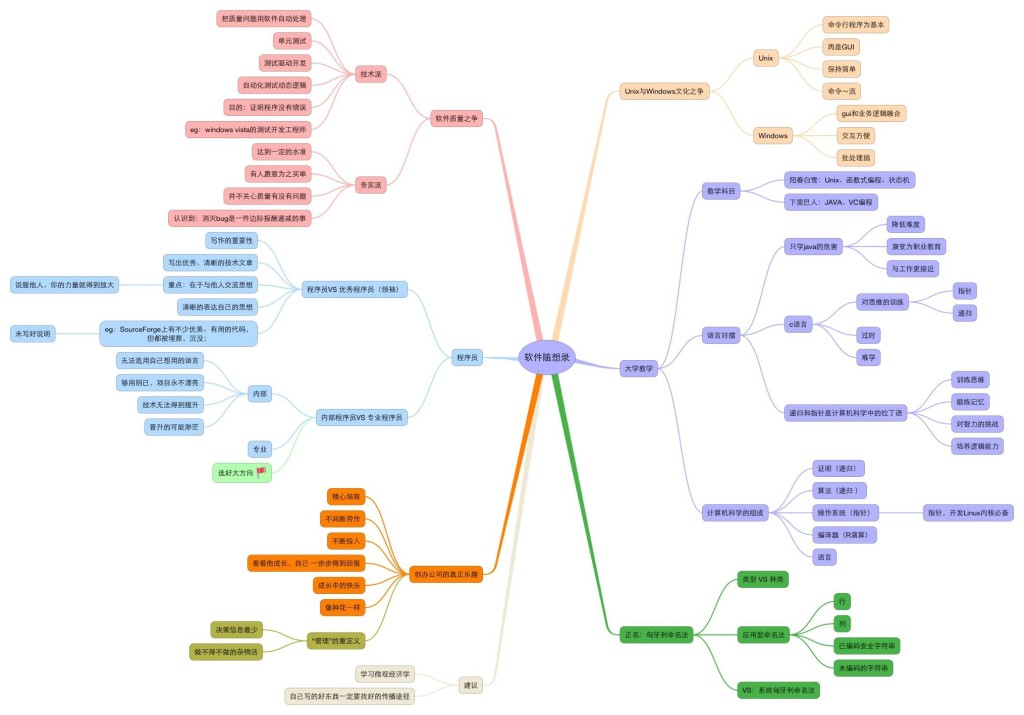 软件随想录
软件质量之争
技术派
把质量问题用软件自动处理
单元测试
测试驱动开发
自动化测试动态逻辑
目的：证明程序没有错误
eg：windows vista的测试开发工程师
务实派
达到一定的水准
有人愿意为之买单
并不关心质量有没有问题
认识到：消灭bug是一件边际报酬递减的事
程序员
程序员VS 优秀程序员（领袖）
写作的重要性
写出优秀、清晰的技术文章
重点：在于与他人交流思想
说服他人，你的力量就得到放大
清晰的表达自己的思想
eg：SourceForge上有不少优美、有用的代码，
但都被埋葬，沉没；
未写好说明
内部程序员VS 专业程序员
内部
无法选用自己想用的语言
够用则已，项目永不漂亮
技术无法得到提升
晋升的可能渺茫
专业
选好大方向
创办公司的真正乐趣
精心培育
不间断劳作
不断投入
看着他成长，自己 一步步得到回报
成长中的快乐
像种花一样
“管理”的重定义
决策信息最少
做不得不做的杂物活
建议
学习微观经济学
自己写的好东西一定要找好的传播途径
Unix与Windows文化之争
Unix
命令行程序为基本
再是GUI
保持简单
命令一流
Windows
gui和业务逻辑融合
交互方便
批处理弱
大学教学
教学科目
阳春白雪：Unix、函数式编程、状态机
下里巴人：JAVA、VC编程
语言对擂
只学java的危害
降低难度
演变为职业教育
与工作更接近
c语言
对思维的训练
指针
递归
过时
难学
递归和指针是计算机科学中的拉丁语
训练思维
锻炼记忆
对智力的挑战
培养逻辑能力
计算机科学的组成
证明（递归）
算法（递归 ）
操作系统（指针）
指针，开发Linux内核必备
编译器（R演算）
语言
正名：匈牙利命名法
类型 VS 种类
应用型命名法
行
列
已编码安全字符串
未编码的字符串
VS：系统匈牙利命名法